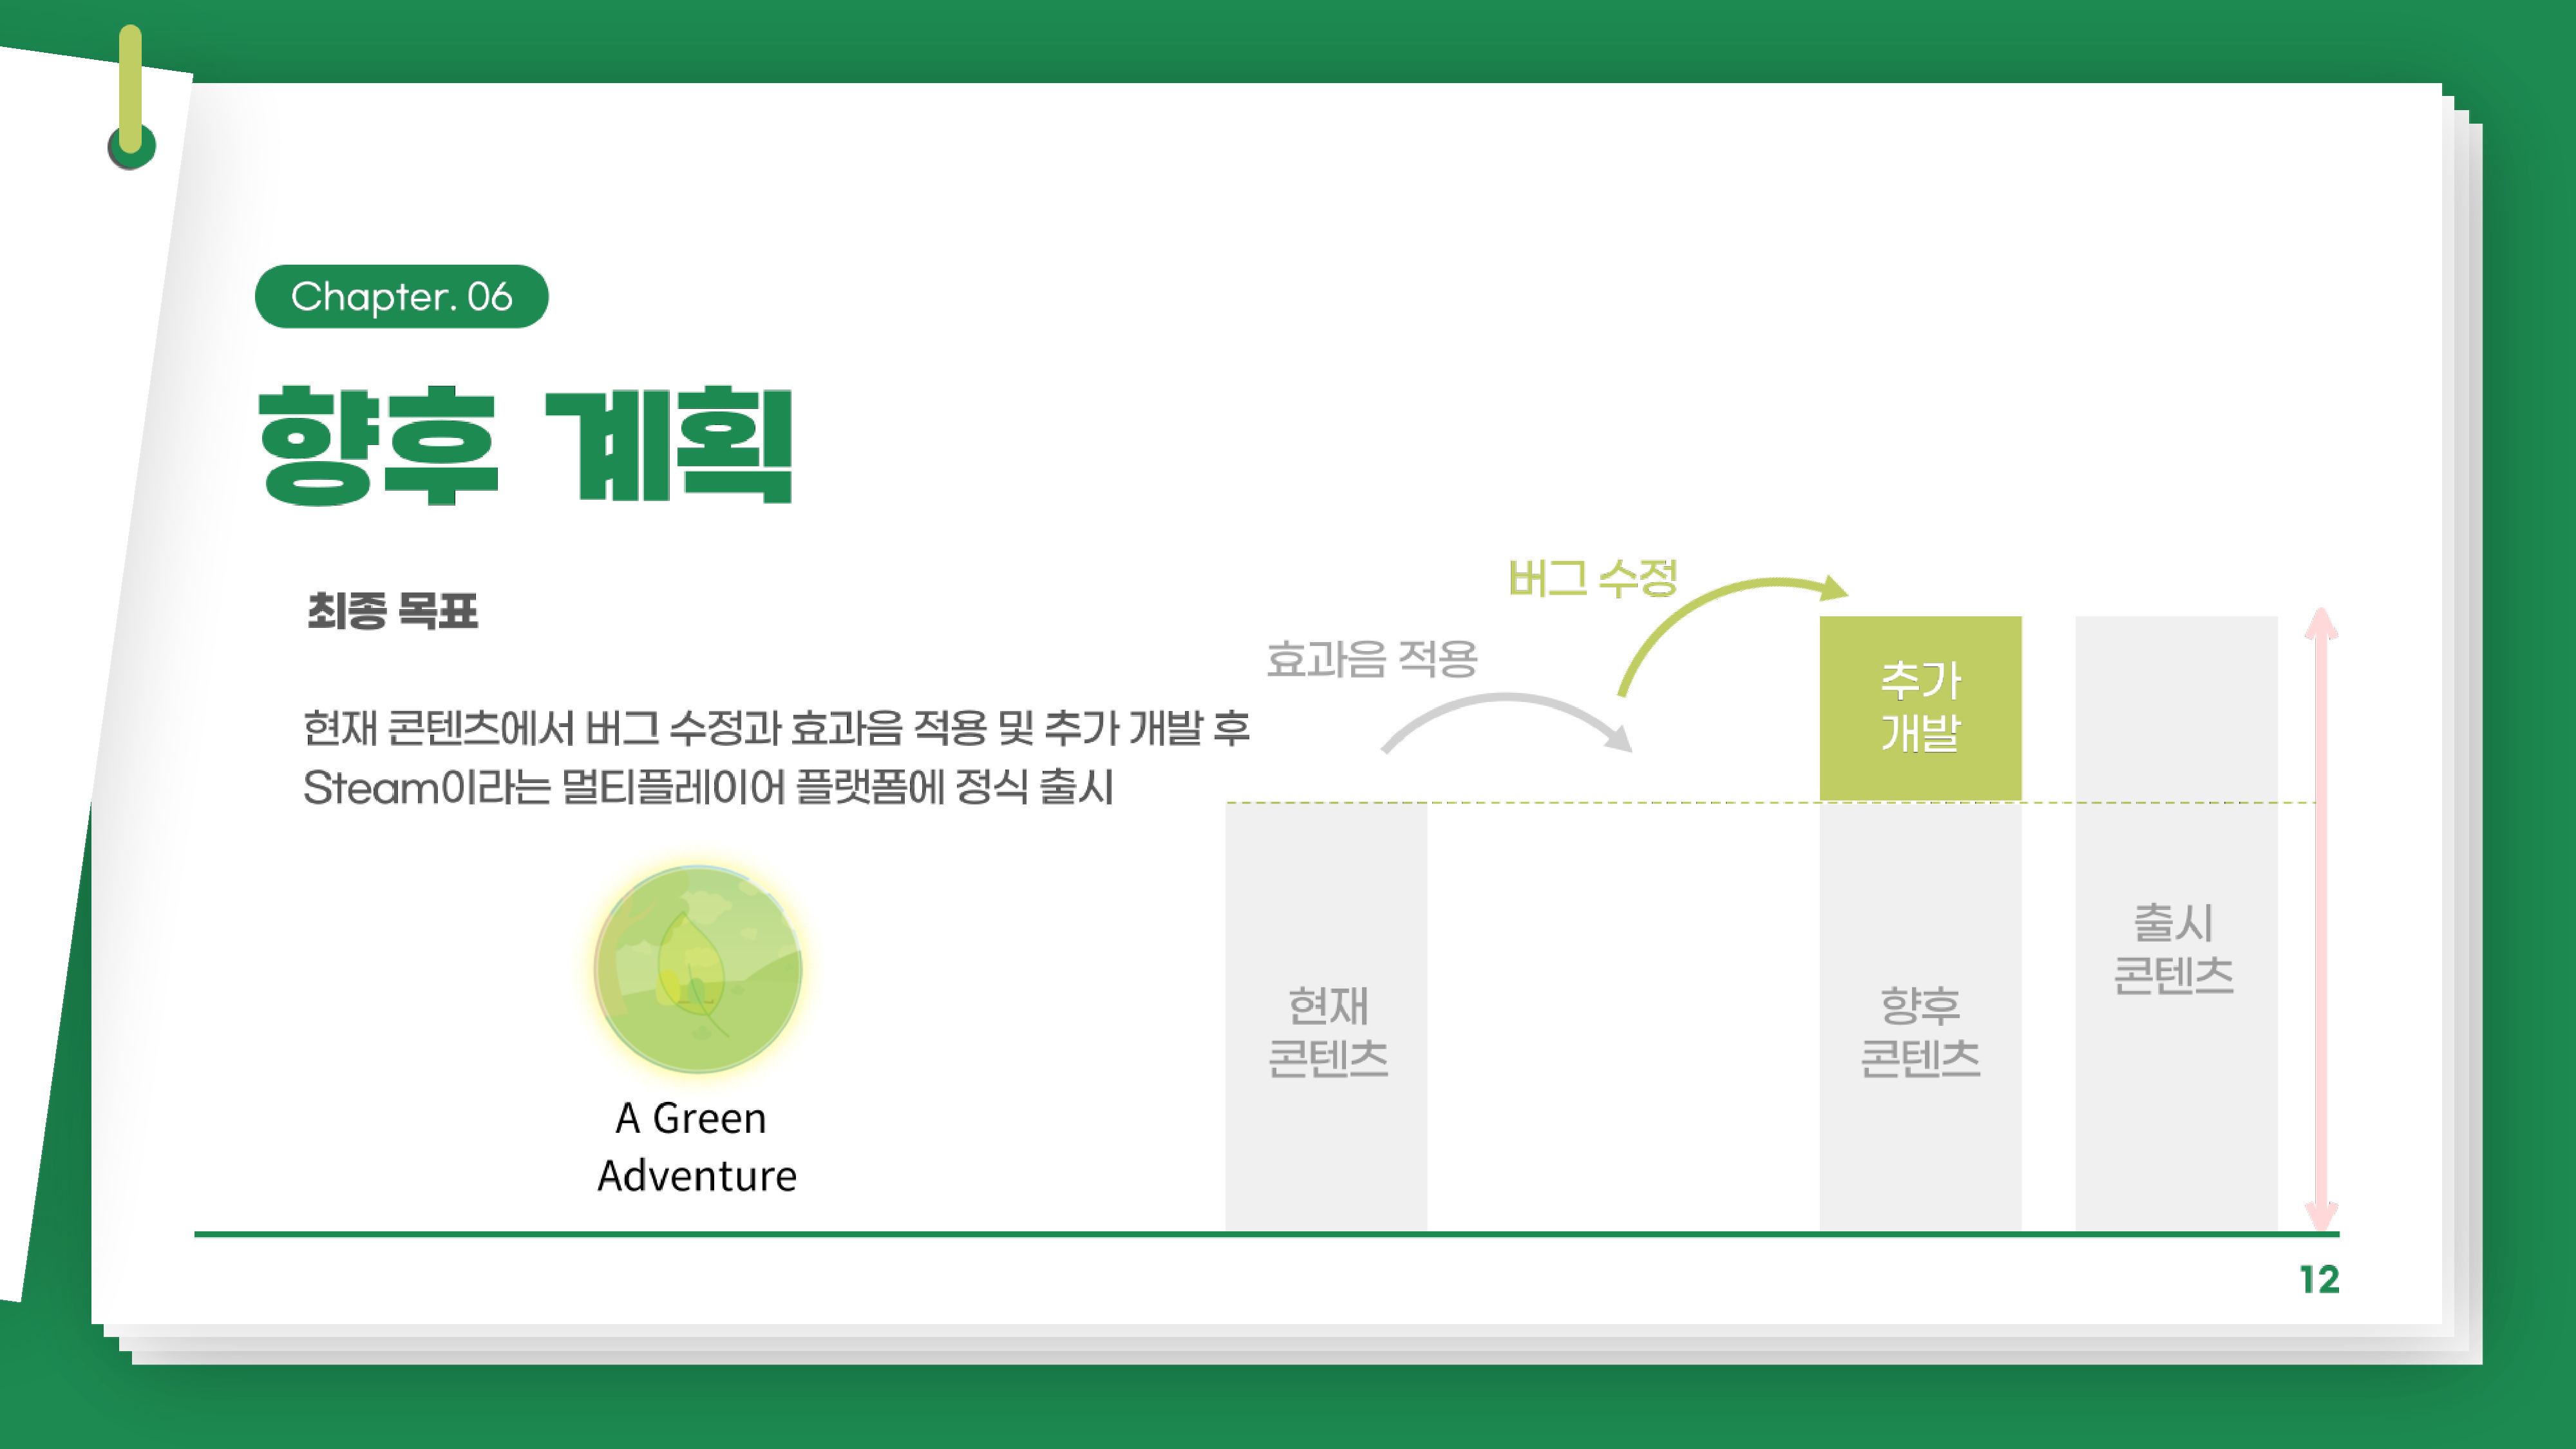 Chapter. 06
향후 계획
최종 목표
현재 콘텐츠에서 버그 수정과 효과음 적용 및 추가 개발 후
Steam이라는 멀티플레이어 플랫폼에 정식 출시
A Green
Adventure
효과음 적용
버그 수정
추가
개발
현재
콘텐츠
향후
콘텐츠
출시
콘텐츠
12